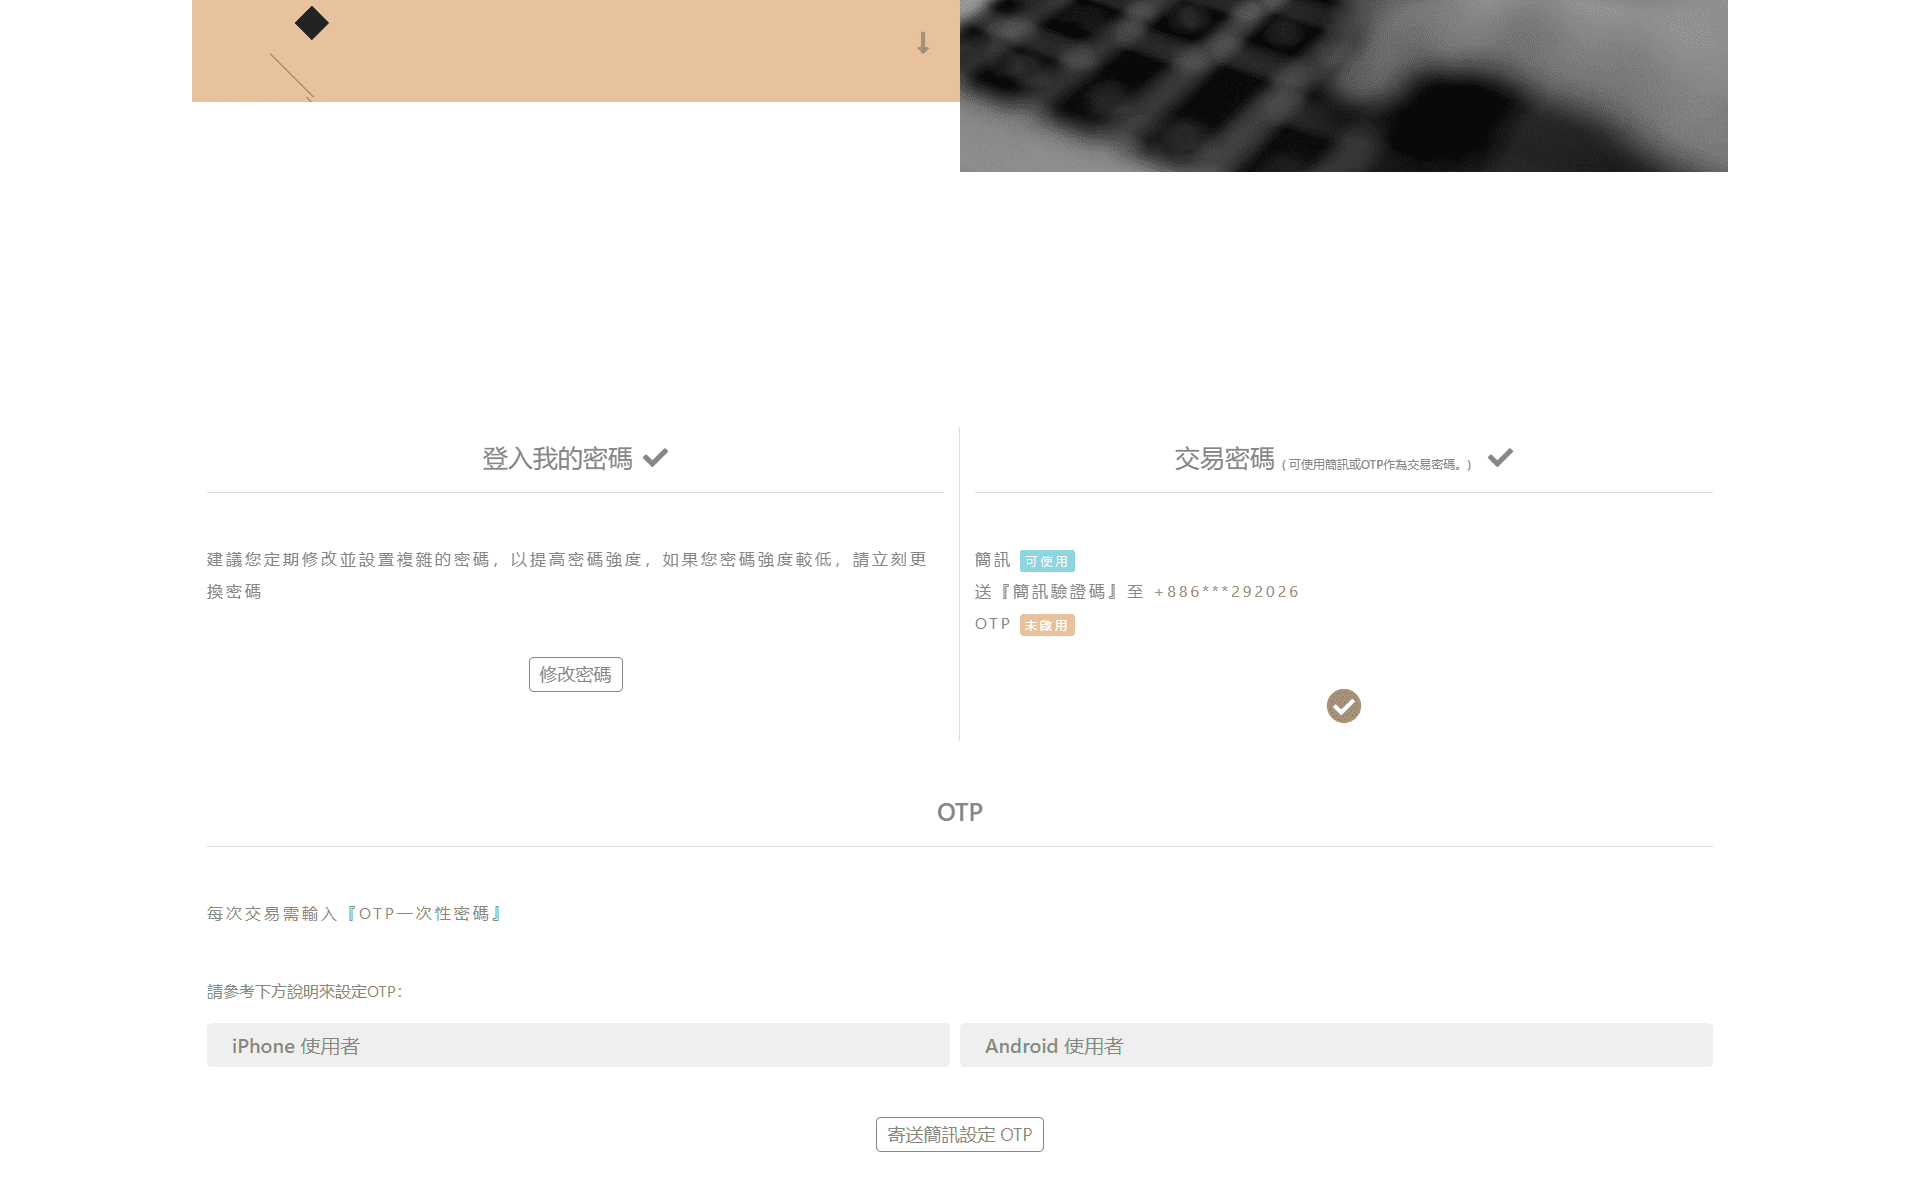 登入我的密碼
建議您定期修改並設置複雜的密碼，以提高密碼強度，如果您密碼強度較低，請立刻更
換密碼
修改密碼
交易密碼 ( 可使用簡訊或OTP作為交易密碼。)
簡訊 可使用
送『簡訊驗證碼』至 +886***292026
OTP 未啟用
OTP
每次交易需輸入『OTP一次性密碼』
請參考下方說明來設定OTP：
iPhone 使用者
Android 使用者
寄送簡訊設定 OTP